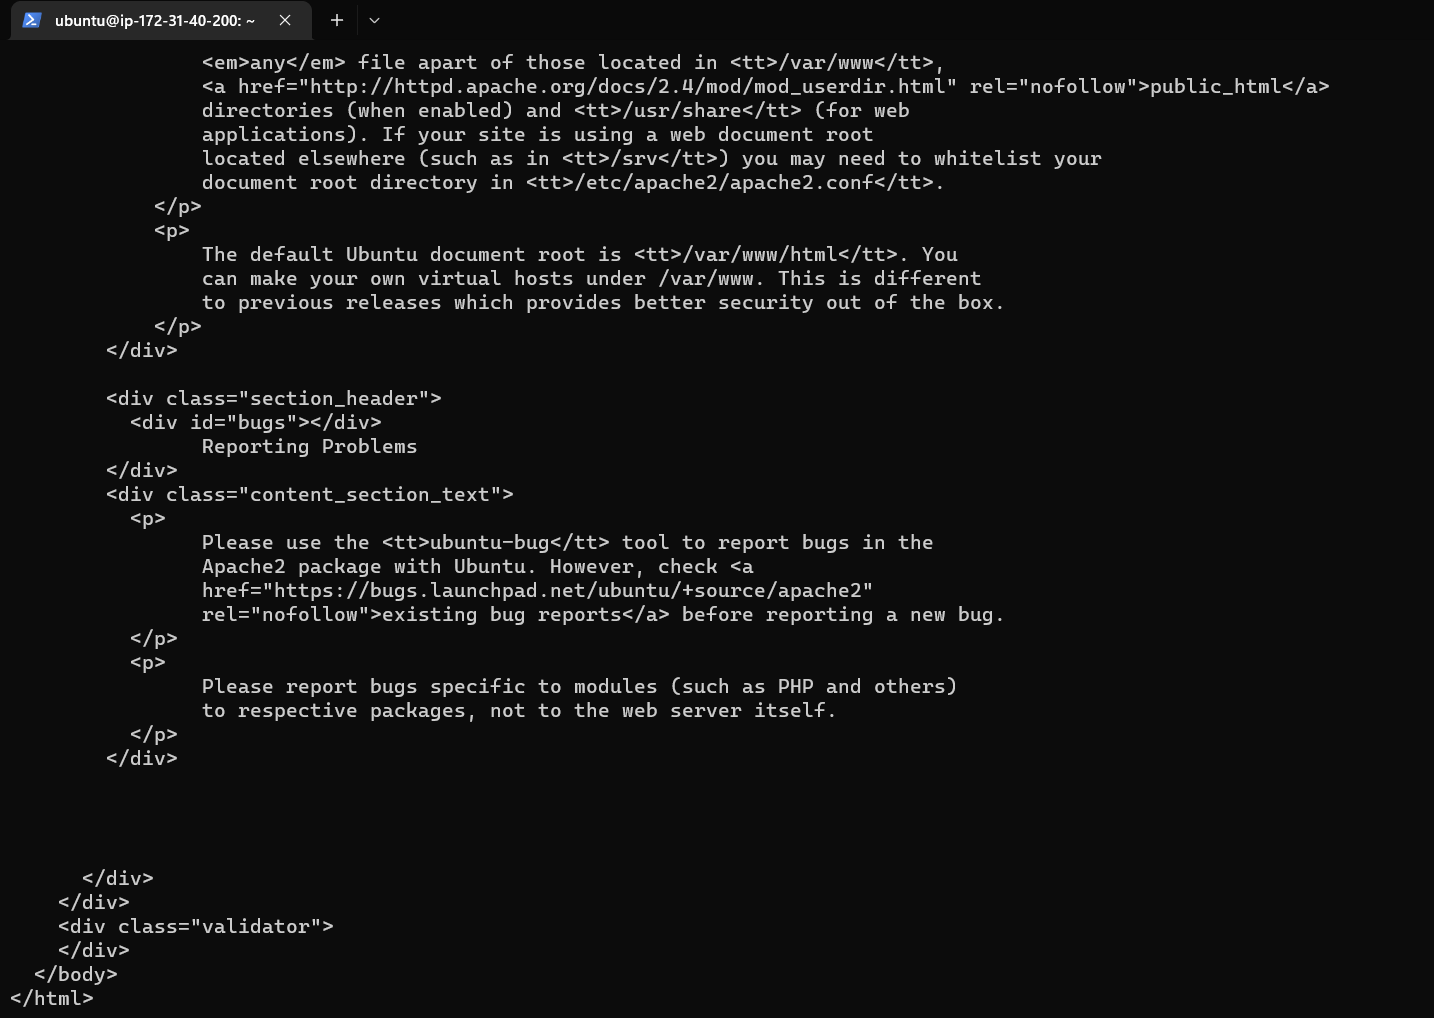 ubuntu@ip-172-31-40-200: ~
<em>any</em> file apart of those located in <tt>/var/www</tt>,
<a href="http://httpd.apache.org/docs/2.4/mod/mod_userdir.html" rel="nofollow">public_html</a>
directories (when enabled) and <tt>/usr/share</tt> (for web
applications). If your site is using a web document root
located elsewhere (such as in <tt>/srv</tt>) you may need to whitelist your
document root directory in <tt>/etc/apache2/apache2.conf</tt>.
</p>
<p>
The default Ubuntu document root is <tt>/var/www/html</tt>. You
can make your own virtual hosts under /var/www. This is different
to previous releases which provides better security out of the box.
</p>
</div>
<div class="section_header">
<div id="bugs"></div>
Reporting Problems
</div>
<div class="content_section_text">
<p>
Please use the <tt>ubuntu-bug</tt> tool to report bugs in the
Apache2 package with Ubuntu. However, check <a
href="https://bugs.launchpad.net/ubuntu/+source/apache2"
rel="nofollow">existing bug reports</a> before reporting a new bug.
</p>
<p>
Please report bugs specific to modules (such as PHP and others)
to respective packages, not to the web server itself.
</p>
</div>
</div>
</div>
<div class="validator">
</div>
</body>
</html>